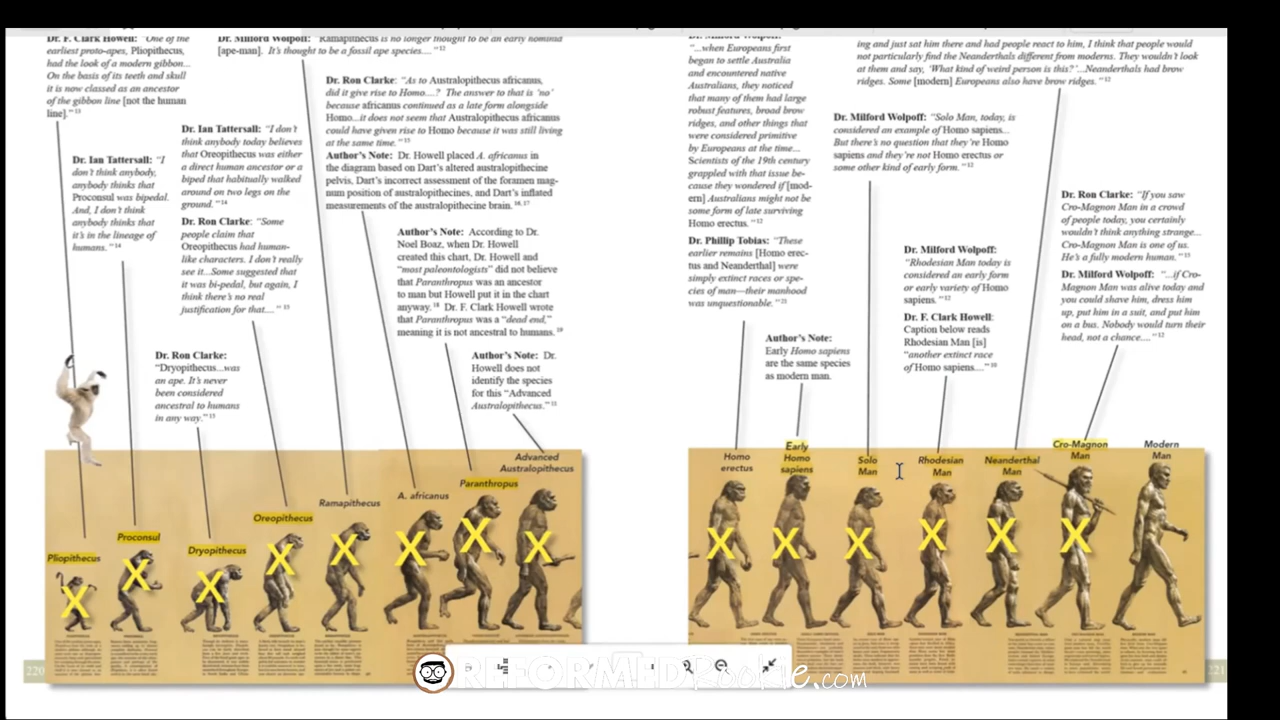 Dr. F. Clark Howell: "One of the
earliest proto-apes, Pliopithecus,
had the look of a modern gibbon...
On the basis of its teeth and skull
it is now classed as an ancestor
of the gibbon line [not the human
line]." 13
Dr. Ian Tattersall: "I
don't think anybody,
anybody thinks that
Proconsul was bipedal.
And, I don't think
anybody thinks that
it's in the lineage of
humans." 14
Dr. Milford Wolpoff: "Ramapithecus is no longer thought to be an early hominid
[ape-man]. It's thought to be a fossil ape species...." 12
Dr. Ian Tattersall: "I don't
think anybody today believes
that Oreopithecus was either
a direct human ancestor or a
biped that habitually walked
around on two legs on the
ground." 14
Dr. Ron Clarke: "Some
people claim that
Oreopithecus had human-
like characters. I don't really
see it...Some suggested that
it was bi-pedal, but again, I
think there's no real
justification for that...." 15
Dr. Ron Clarke:
"Dryopithecus...was
an ape. It's never
been considered
ancestral to humans
in any way." 15
Dr. Ron Clarke: "As to Australopithecus africanus,
did it give rise to Homo....? The answer to that is 'no'
because africanus continued as a late form alongside
Homo...it does not seem that Australopithecus africanus
could have given rise to Homo because it was still living
at the same time." 15
Author's Note: Dr. Howell placed A. africanus in
the diagram based on Dart's altered australopithecine
pelvis, Dart's incorrect assessment of the foramen mag-
num position of australopithecines, and Dart's inflated
measurements of the australopithecine brain. 16, 17
Author's Note: According to Dr.
Noel Boaz, when Dr. Howell
created this chart, Dr. Howell and
"most paleontologists" did not believe
that Paranthropus was an ancestor
to man but Howell put it in the chart
anyway. 18 Dr. F. Clark Howell wrote
that Paranthropus was a "dead end,"
meaning it is not ancestral to humans. 19
Author's Note: Dr.
Howell does not
identify the species
for this "Advanced
Australopithecus." 11
Pliopithecus
Proconsul
Dryopithecus
Oreopithecus
Ramapithecus
A. africanus
Paranthropus
Advanced
Australopithecus
220
Dr. Milford Wolpoff:
"...when Europeans first
began to settle Australia
and encountered native
Australians, they noticed
that many of them had large
robust features, broad brow
ridges, and other things that
were considered primitive
by Europeans at the time...
Scientists of the 19th century
grappled with that issue be-
cause they wondered if [mod-
ern] Australians might not be
some form of late surviving
Homo erectus." 12
Dr. Phillip Tobias: "These
earlier remains [Homo erec-
tus and Neanderthal] were
simply extinct races or spe-
cies of man—their manhood
was unquestionable." 21
ing and just sat him there and had people react to him, I think that people would
not particularly find the Neanderthals different from moderns. They wouldn't look
at them and say, 'What kind of weird person is this?'...Neanderthals had brow
ridges. Some [modern] Europeans also have brow ridges." 12
Dr. Milford Wolpoff: "Solo Man, today, is
considered an example of Homo sapiens...
But there's no question that they're Homo
sapiens and they're not Homo erectus or
some other kind of early form." 12
Author's Note:
Early Homo sapiens
are the same species
as modern man.
Dr. Milford Wolpoff:
"Rhodesian Man today is
considered an early form
or early variety of Homo
sapiens." 12
Dr. F. Clark Howell:
Caption below reads
Rhodesian Man [is]
"another extinct race
of Homo sapiens...." 10
Dr. Ron Clarke: "If you saw
Cro-Magnon Man in a crowd
of people today, you certainly
wouldn't think anything strange...
Cro-Magnon Man is one of us.
He's a fully modern human." 15
Dr. Milford Wolpoff: "...if Cro-
Magnon Man was alive today and
you could shave him, dress him
up, put him in a suit, and put him
on a bus. Nobody would turn their
head, not a chance...." 12
Homo
erectus
Early
Homo
sapiens
Solo
Man
Rhodesian
Man
Neanderthal
Man
Cro-Magnon
Man
Modern
Man
221